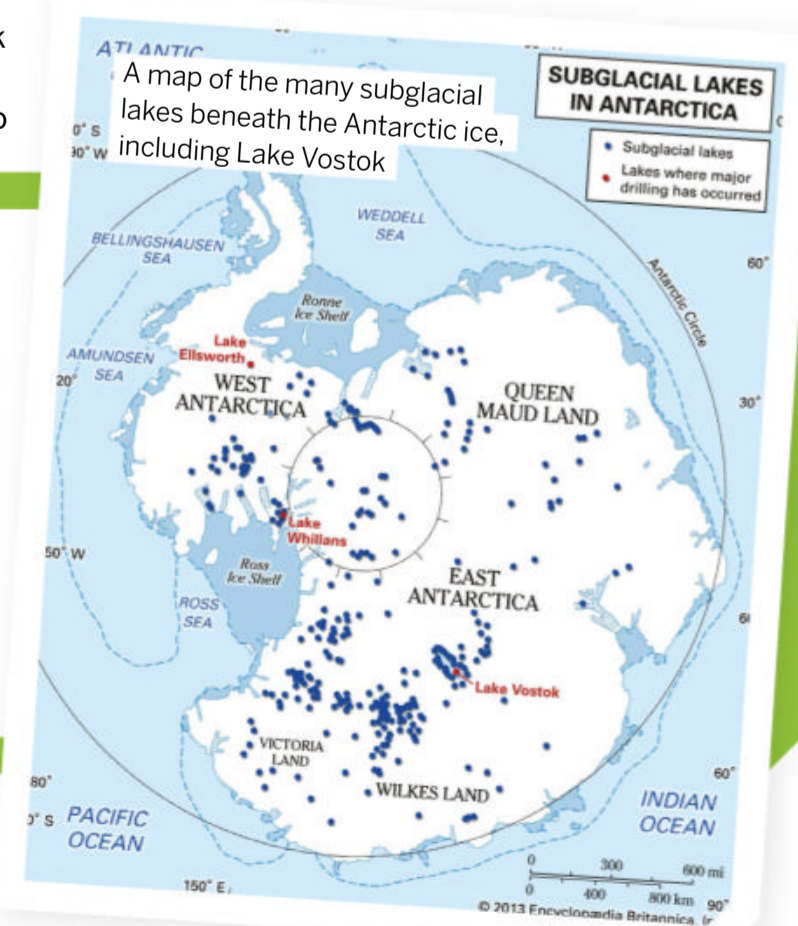 A map of the many subglacial
lakes beneath the Antarctic ice,
including Lake Vostok
SUBGLACIAL LAKES
IN ANTARCTICA
Subglacial lakes
Lakes where major
drilling has occurred
ATLANTIC
0° S
90° W
WEDDELL
SEA
BELLINGSHAUSEN
SEA
60°
Antarctic Circle
Ronne
Ice Shelf
Lake
Ellsworth
AMUNDSEN
SEA
20°
WEST
ANTARCTICA
QUEEN
MAUD LAND
30°
Lake
Whillans
50° W
Ross
Ice Shelf
EAST
ANTARCTICA
ROSS
SEA
Lake Vostok
VICTORIA
LAND
WILKES LAND
60°
80°
0° S
PACIFIC
OCEAN
INDIAN
OCEAN
0 300 600 mi
0 400 800 km
90°
150° E
© 2013 Encyclopædia Britannica, I